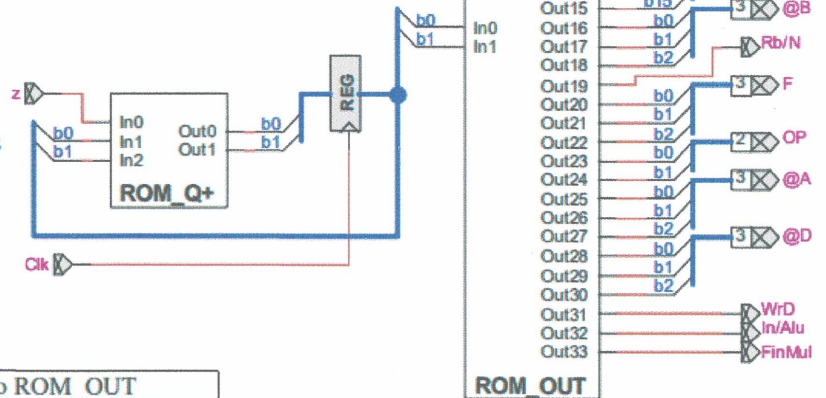 Out15 b15 3 @B
b0 In0 Out16 b0
b1 In1 Out17 b1 Rb/N
Out18 b2
z REG Out19 3 F
Out20 b0
In0 Out21 b1
b0 In1 Out0 b0 Out22 b2 2 OP
b1 In2 Out1 b1 Out23 b0
Out24 b1 3 @A
ROM_Q+ Out25 b0
Out26 b1
Out27 b2 3 @D
Out28 b0
Clk Out29 b1
Out30 b2
Out31 WrD
Out32 In/Alu
Out33 FinMul
ROM OUT ROM_OUT